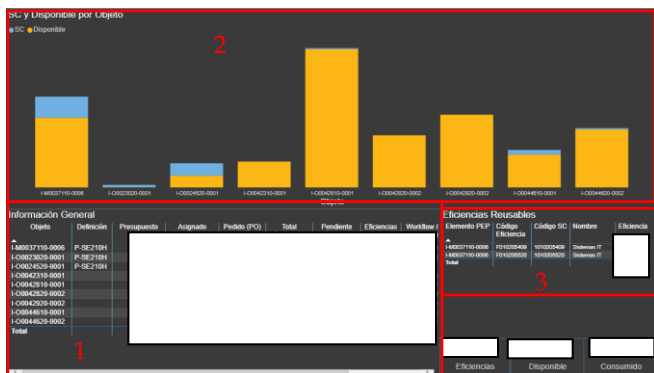 SC y Disponible por Objeto
SC Disponible
2
I-M0037110-0006 I-O0023020-0001 I-O0024520-0001 I-O0042310-0001 I-O0042810-0001 I-O0042820-0002 I-O0042920-0002 I-O0044610-0001 I-O0044620-0002
Objeto
Información General
Objeto Definición Presupuesto Asignado Pedido (PO) Total Pendiente Eficiencias Workflow
I-M0037110-0006 P-SE210H
I-O0023020-0001 P-SE210H
I-O0024520-0001 P-SE210H
I-O0042310-0001
I-O0042810-0001
I-O0042820-0002
I-O0042920-0002
I-O0044610-0001
I-O0044620-0002
Total
1
Eficiencias Reusables
Elemento PEP Código Eficiencia Código SC Nombre Eficiencia
I-M0037110-0006 F010205409 1010205409 Sistemas IT
I-M0037110-0006 F010205520 1010205520 Sistemas IT
Total
3
Eficiencias Disponible Consumido